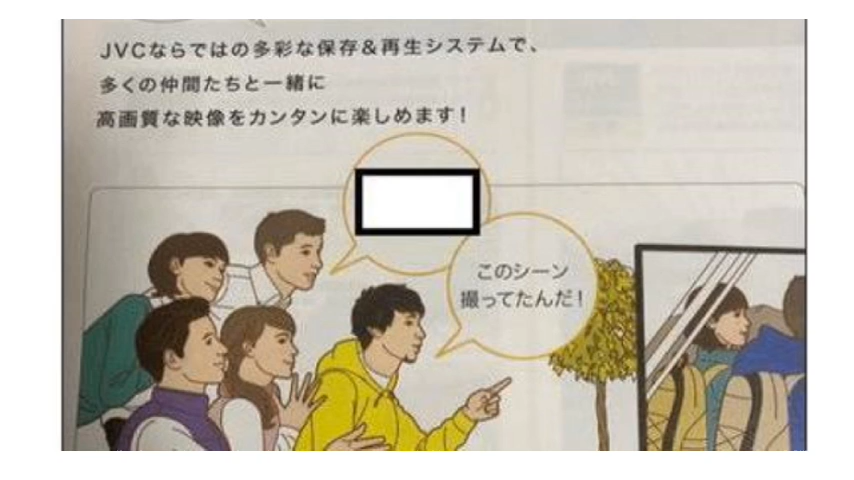 JVCならではの多彩な保存&再生システムで、
多くの仲間たちと一緒に
高画質な映像をカンタンに楽しめます!
このシーン
撮ってたんだ!